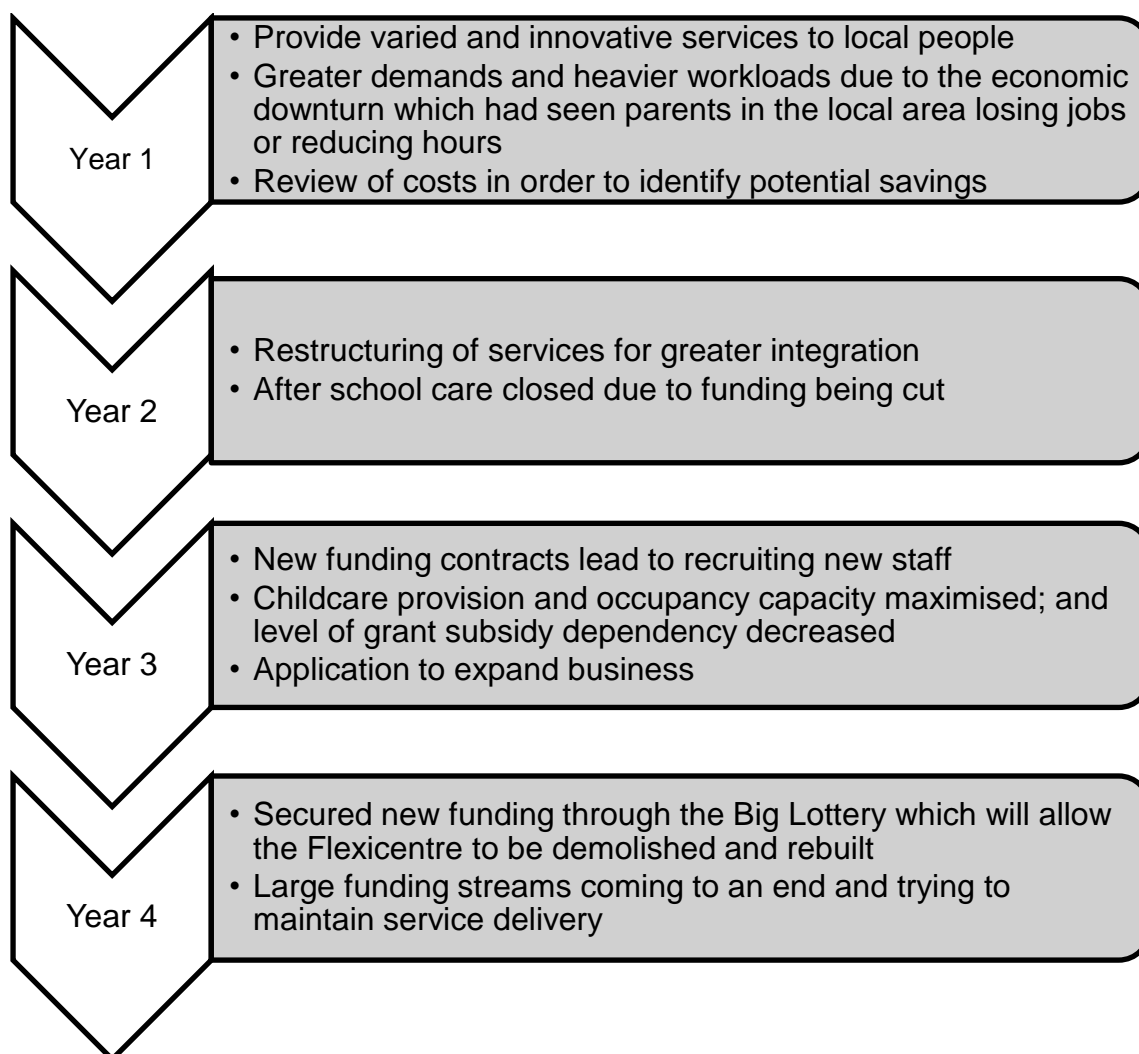 Year 1
• Provide varied and innovative services to local people
• Greater demands and heavier workloads due to the economic
downturn which had seen parents in the local area losing jobs
or reducing hours
• Review of costs in order to identify potential savings
Year 2
• Restructuring of services for greater integration
• After school care closed due to funding being cut
Year 3
• New funding contracts lead to recruiting new staff
• Childcare provision and occupancy capacity maximised; and
level of grant subsidy dependency decreased
• Application to expand business
Year 4
• Secured new funding through the Big Lottery which will allow
the Flexicentre to be demolished and rebuilt
• Large funding streams coming to an end and trying to
maintain service delivery